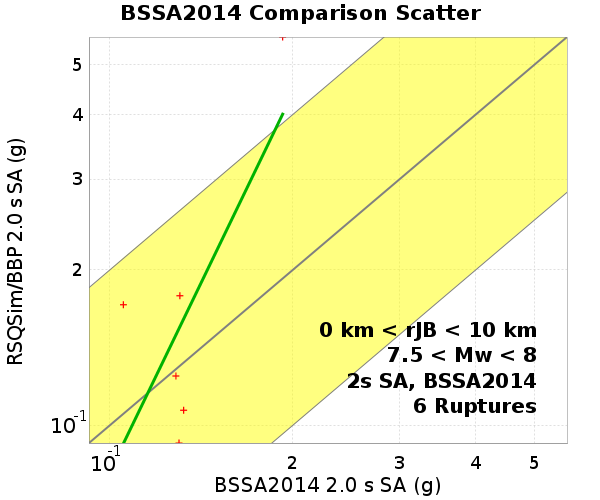 BSSA2014 Comparison Scatter
RSQSim/BBP 2.0 s SA (g)
5
4
3
2
10-1
0 km < rJB < 10 km
7.5 < Mw < 8
2s SA, BSSA2014
6 Ruptures
10-1 2 3 4 5
BSSA2014 2.0 s SA (g)